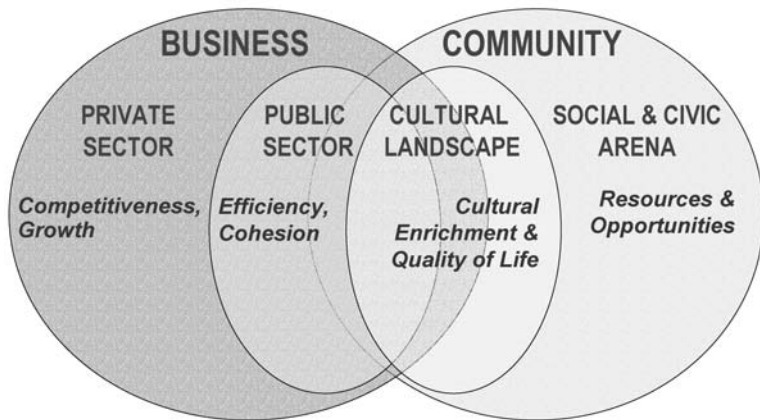 BUSINESS
COMMUNITY
PRIVATE
SECTOR
PUBLIC
SECTOR
CULTURAL
LANDSCAPE
SOCIAL & CIVIC
ARENA
Competitiveness,
Growth
Efficiency,
Cohesion
Cultural
Enrichment &
Quality of Life
Resources &
Opportunities